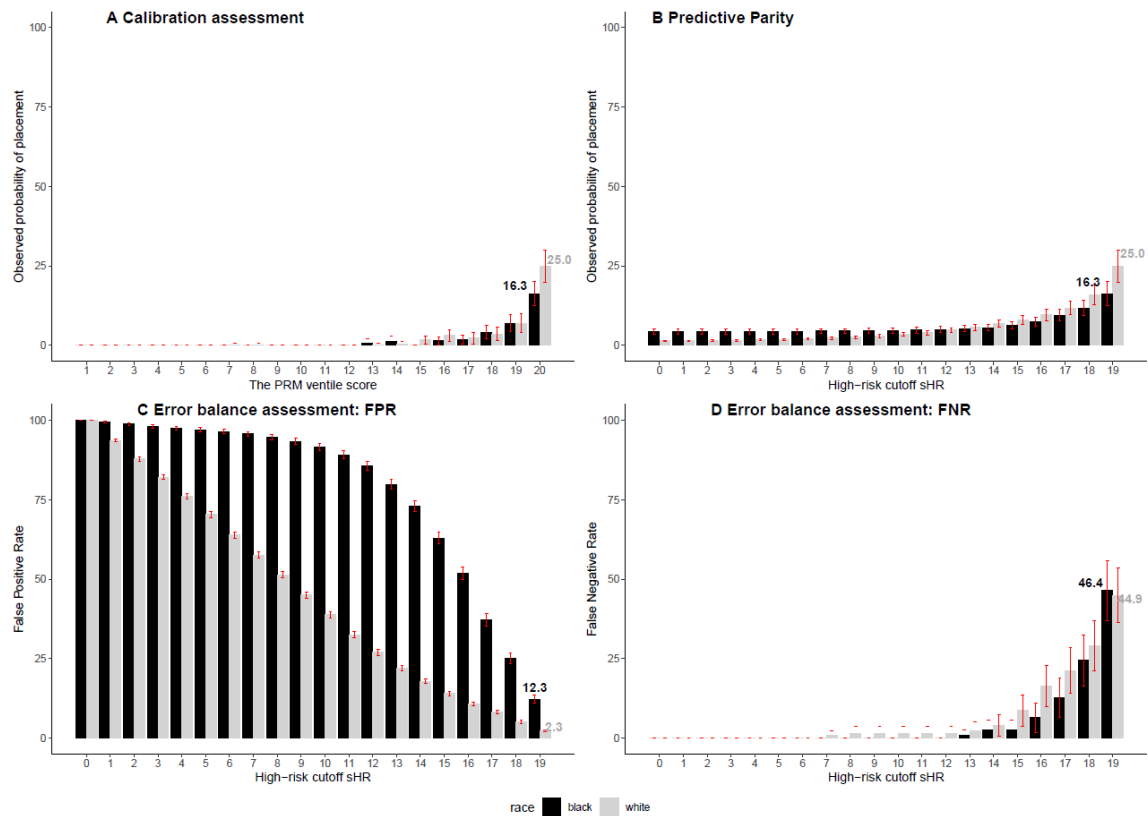 A Calibration assessment
Observed probability of placement
100
75
50
25
0
16.3
25.0
1 2 3 4 5 6 7 8 9 10 11 12 13 14 15 16 17 18 19 20
The PRM ventile score
B Predictive Parity
Observed probability of placement
100
75
50
25
0
16.3
25.0
0 1 2 3 4 5 6 7 8 9 10 11 12 13 14 15 16 17 18 19
High-risk cutoff sHR
C Error balance assessment: FPR
False Positive Rate
100
75
50
25
0
12.3
2.3
0 1 2 3 4 5 6 7 8 9 10 11 12 13 14 15 16 17 18 19
High-risk cutoff sHR
D Error balance assessment: FNR
False Negative Rate
100
75
50
25
0
46.4
44.9
0 1 2 3 4 5 6 7 8 9 10 11 12 13 14 15 16 17 18 19
High-risk cutoff sHR
race black white